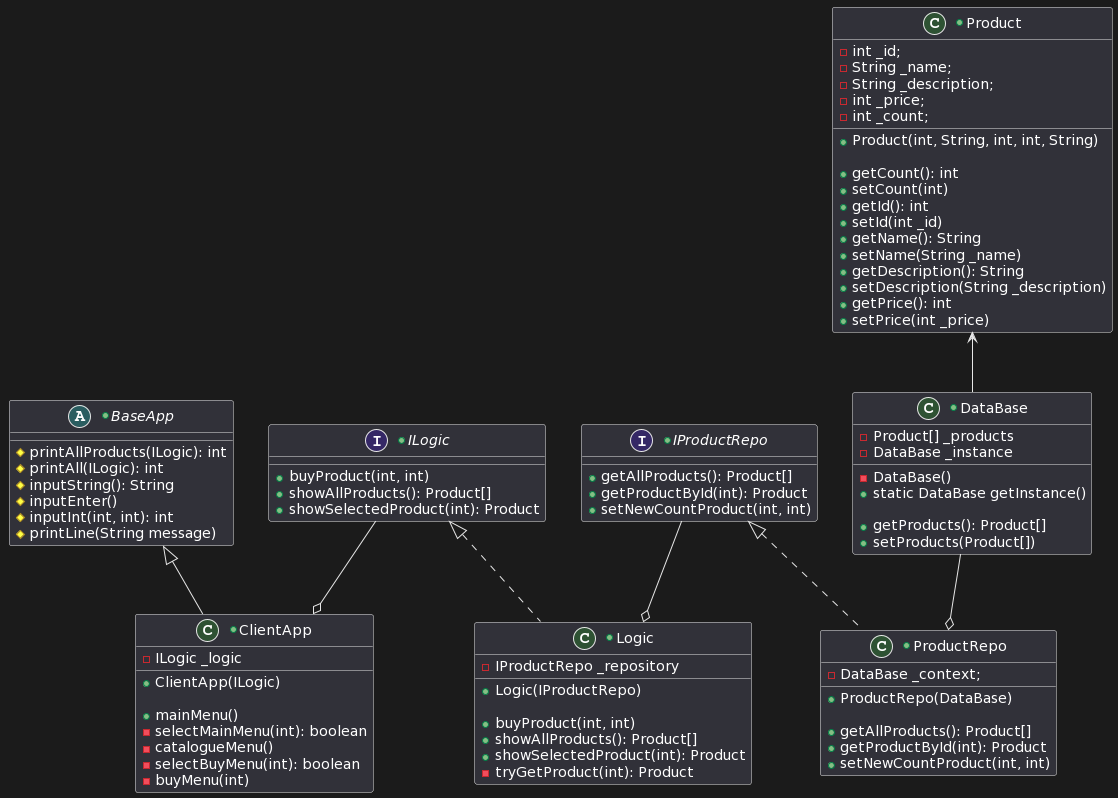 C Product
int _id;
String _name;
String _description;
int _price;
int _count;
Product(int, String, int, int, String)
getCount(): int
setCount(int)
getId(): int
setId(int _id)
getName(): String
setName(String _name)
getDescription(): String
setDescription(String _description)
getPrice(): int
setPrice(int _price)
A BaseApp
printAllProducts(ILogic): int
printAll(ILogic): int
inputString(): String
inputEnter()
inputInt(int, int): int
printLine(String message)
I ILogic
buyProduct(int, int)
showAllProducts(): Product[]
showSelectedProduct(int): Product
I IProductRepo
getAllProducts(): Product[]
getProductById(int): Product
setNewCountProduct(int, int)
C DataBase
Product[] _products
DataBase _instance
DataBase()
static DataBase getInstance()
getProducts(): Product[]
setProducts(Product[])
C ClientApp
ILogic _logic
ClientApp(ILogic)
mainMenu()
selectMainMenu(int): boolean
catalogueMenu()
selectBuyMenu(int): boolean
buyMenu(int)
C Logic
IProductRepo _repository
Logic(IProductRepo)
buyProduct(int, int)
showAllProducts(): Product[]
showSelectedProduct(int): Product
tryGetProduct(int): Product
C ProductRepo
DataBase _context;
ProductRepo(DataBase)
getAllProducts(): Product[]
getProductById(int): Product
setNewCountProduct(int, int)